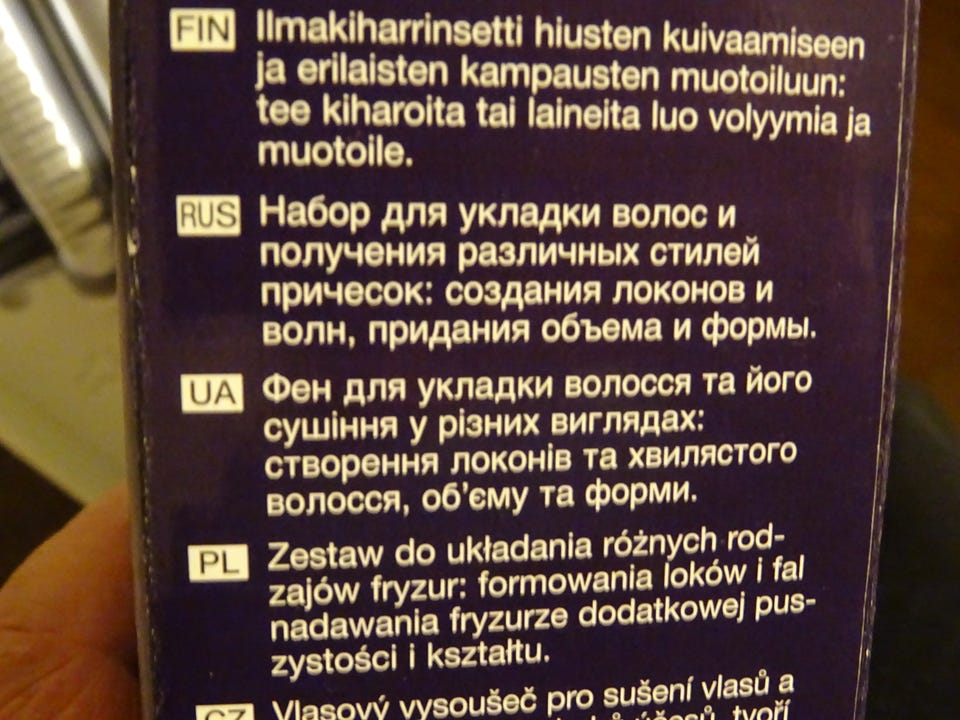 FIN Ilmakiharrinsetti hiusten kuivaamiseen
ja erilaisten kampausten muotoiluun:
tee kiharoita tai laineita luo volyymia ja
muotoile.
RUS Набор для укладки волос и
получения различных стилей
причесок: создания локонов и
волн, придания объема и формы.
UA Фен для укладки волосся та його
сушіння у різних виглядах:
створення локонів та хвилястого
волосся, об'єму та форми.
PL Zestaw do układania różnych rod-
zajów fryzur: formowania loków i fal
nadawania fryzurze dodatkowej pus-
zystości i kształtu.
CZ Vlasový vysoušeč pro sušení vlasů a
účesů, tvoří